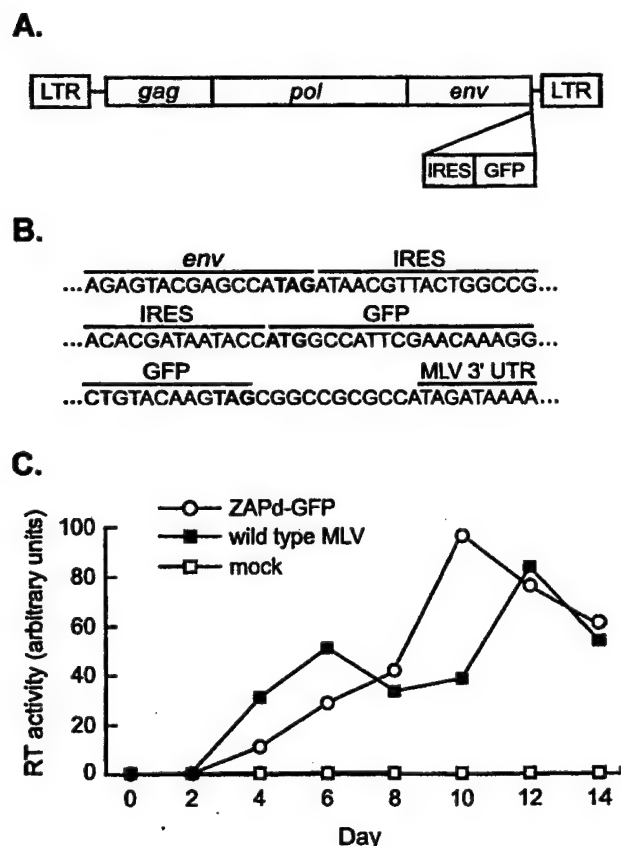 A.
LTR gag pol env LTR
IRES GFP
B.
env IRES
...AGAGTACGAGCCATAGATAACGTTACTGGCCG...
IRES GFP
...ACACGATAATACCATGGCCATTCGAACAAAGG...
GFP MLV 3' UTR
...CTGTACAAGTAGCGGCCGCGCCATAGATAAAA...
C.
ZAPd-GFP
wild type MLV
mock
RT activity (arbitrary units)
100
80
60
40
20
0
0 2 4 6 8 10 12 14
Day